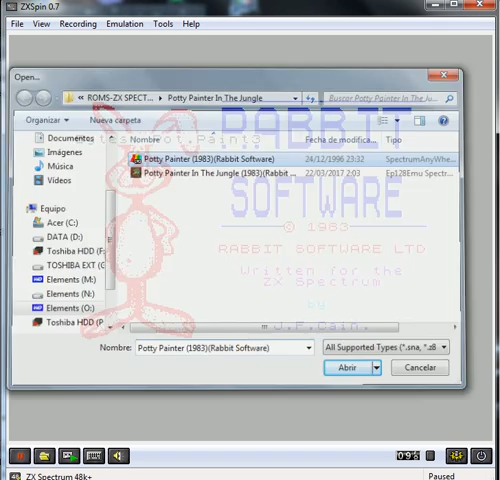 ZXSpin 0.7
File View Recording Emulation Tools Help
Open...
« ROMS-ZX SPECT... ▸ Potty Painter In The Jungle
Buscar Potty Painter In The Ju...
Organizar Nueva carpeta
Nombre Fecha de modifica... Tipo
Documentos
Imágenes
Música
Vídeos
Equipo
Acer (C:)
DATA (D:)
Toshiba HDD (F:
TOSHIBA EXT (G
Elements (M:)
Elements (N:)
Elements (O:)
Toshiba HDD (P
Potty Painter (1983)(Rabbit Software) 24/12/1996 23:32 SpectrumAnyWhe...
Potty Painter In The Jungle (1983)(Rabbit ... 22/03/2017 2:03 Ep128Emu Spectr...
Bytes: Pot.Paint3
RABBIT
SOFTWARE
© 1983
RABBIT SOFTWARE LTD
Written for the
ZX Spectrum
by
J.F.Cain.
Nombre: Potty Painter (1983)(Rabbit Software)
All Supported Types (*.sna, *.z8
Abrir Cancelar
ZX Spectrum 48k+ Paused